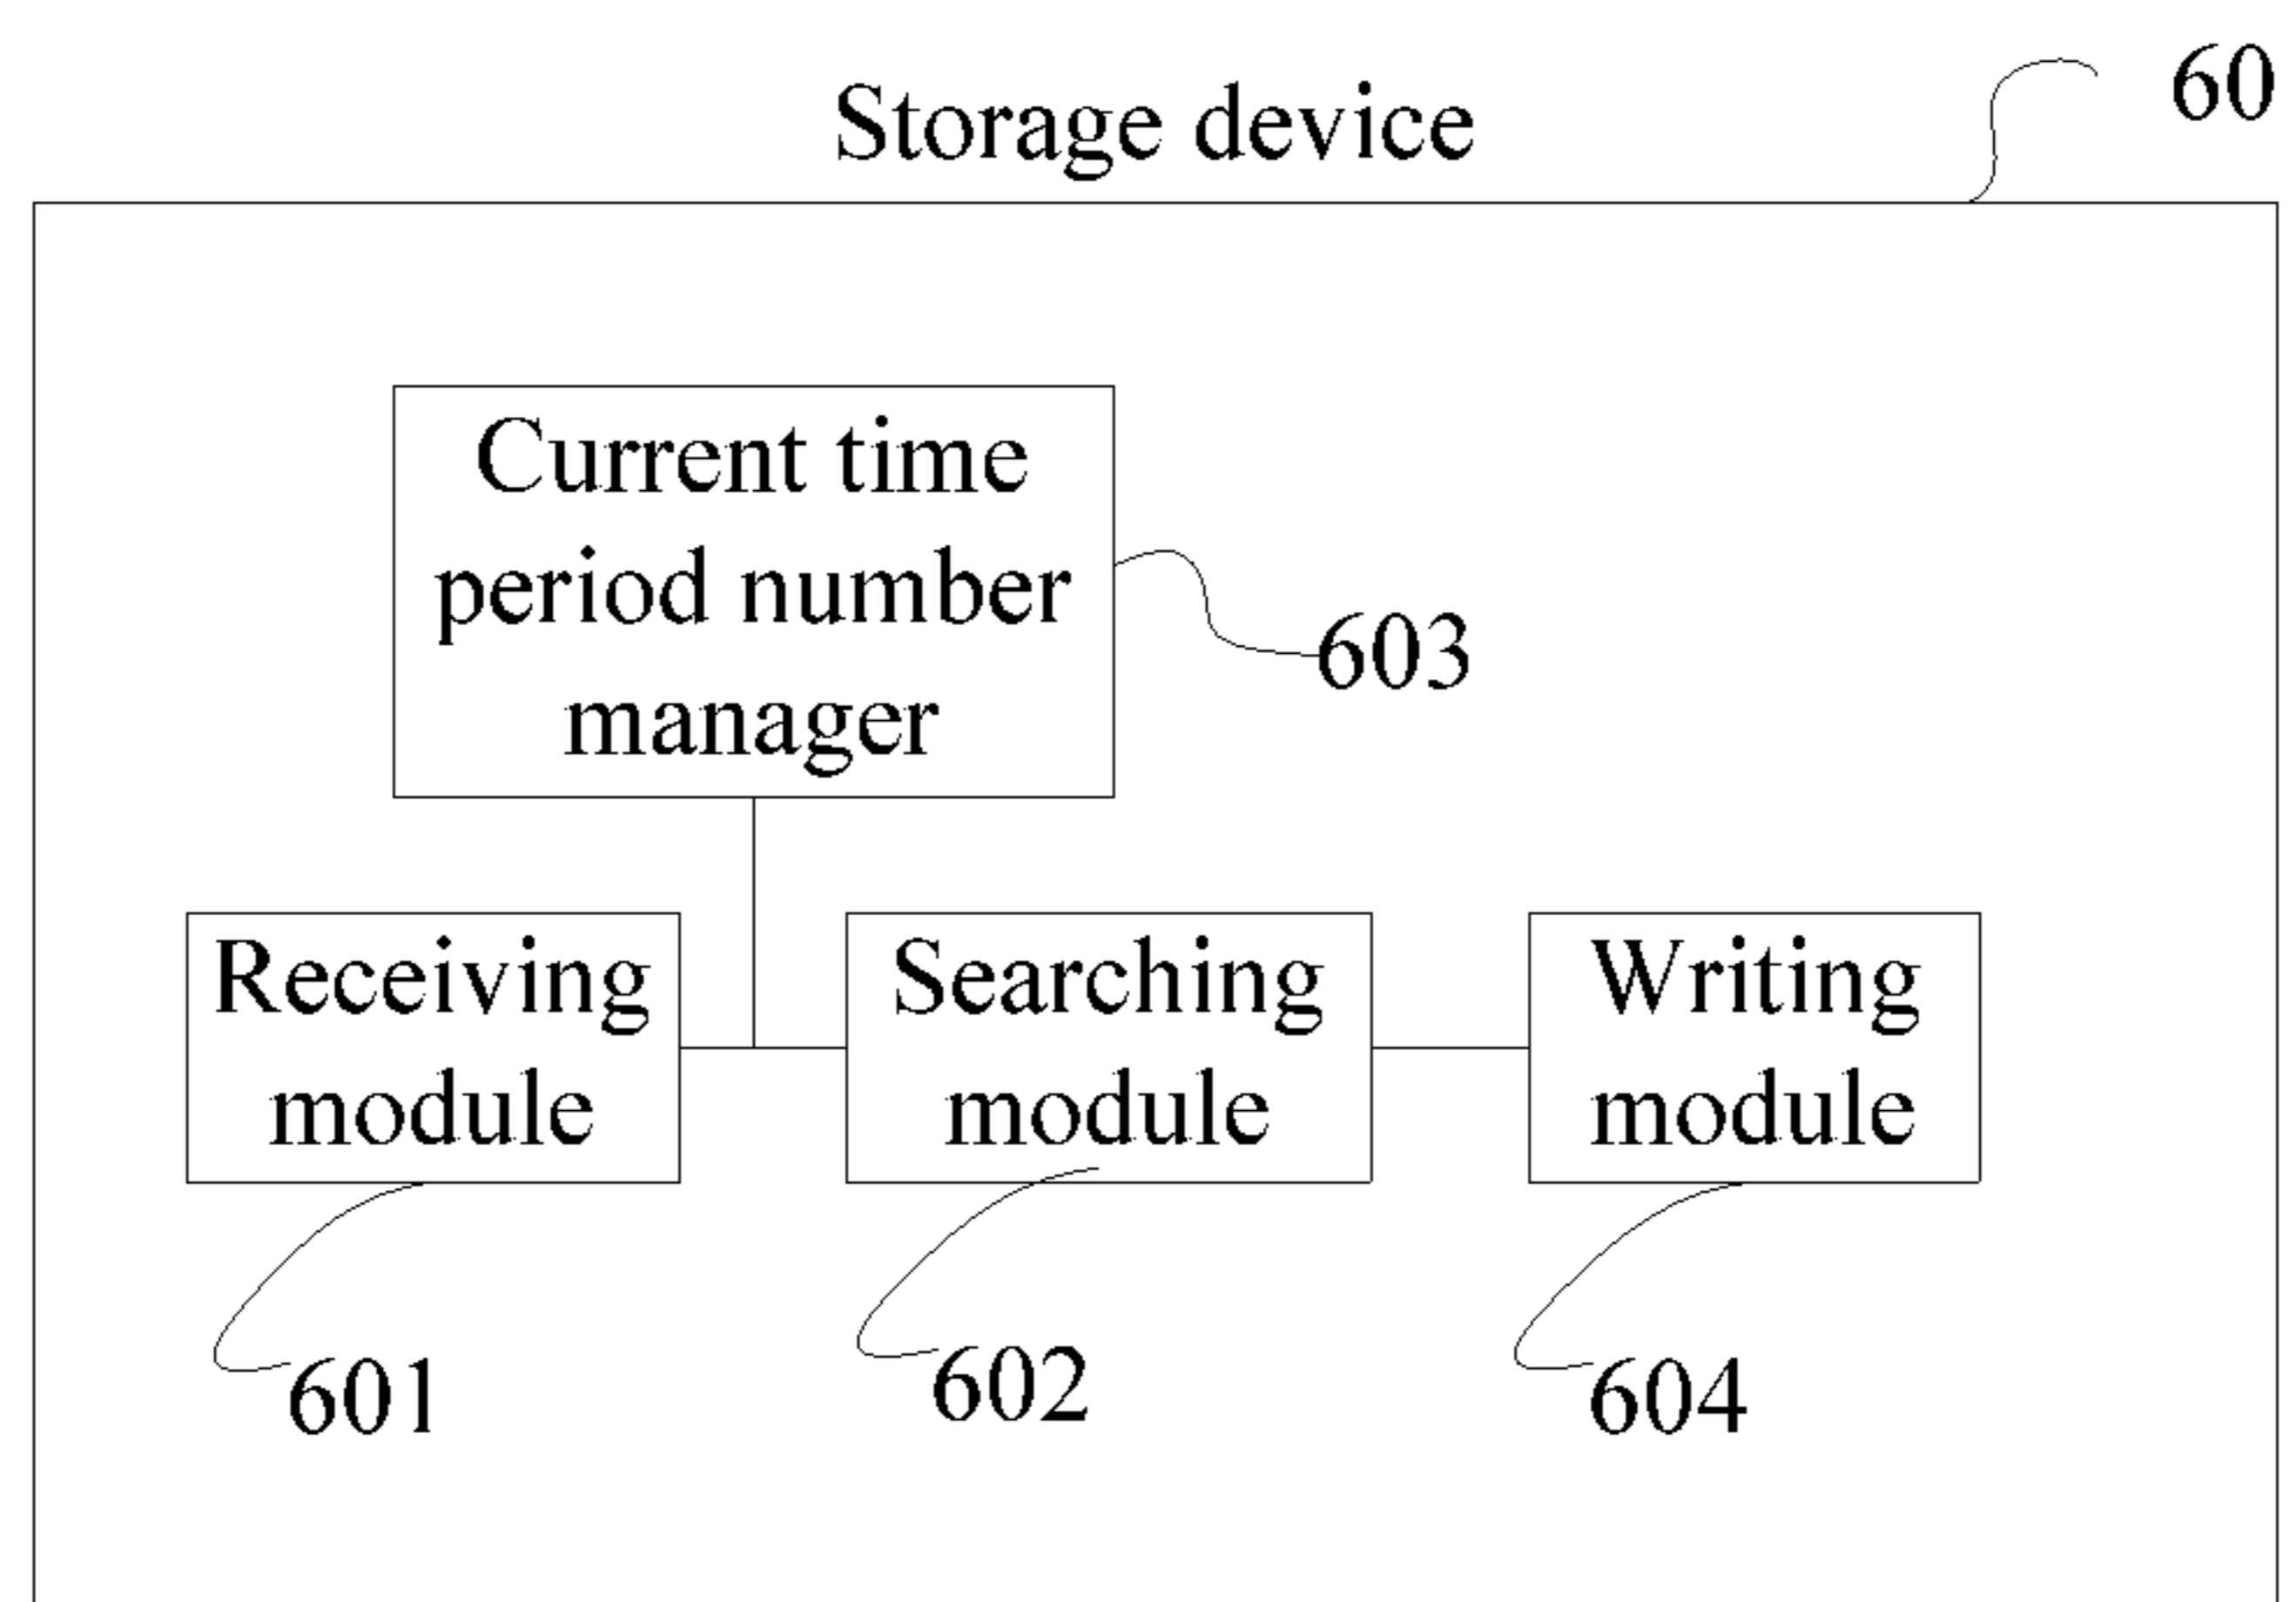 60
Storage device
Current time
period number
manager
603
Receiving
module
Searching
module
Writing
module
601
602
604